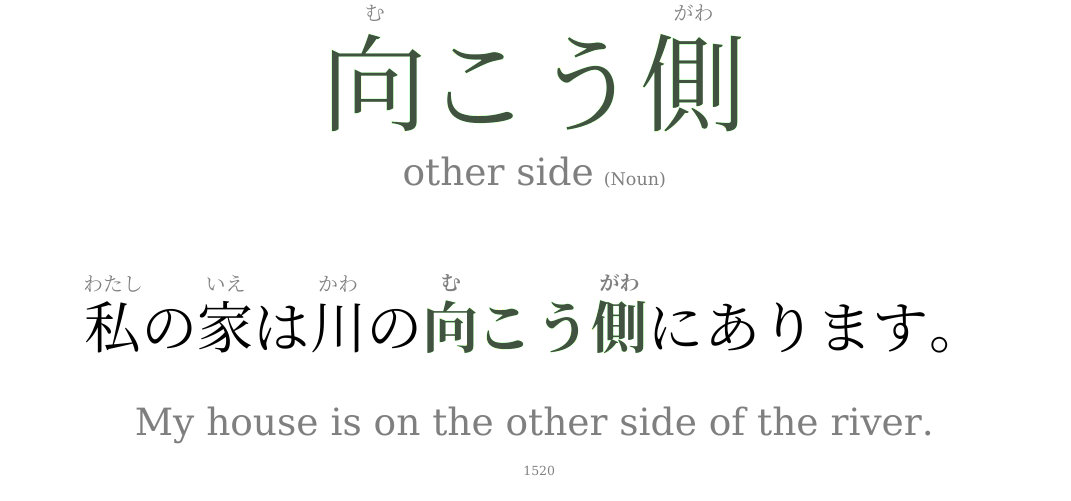 む がわ
向こう側
other side (Noun)
わたし いえ かわ む がわ
私の家は川の向こう側にあります。
My house is on the other side of the river.
1520